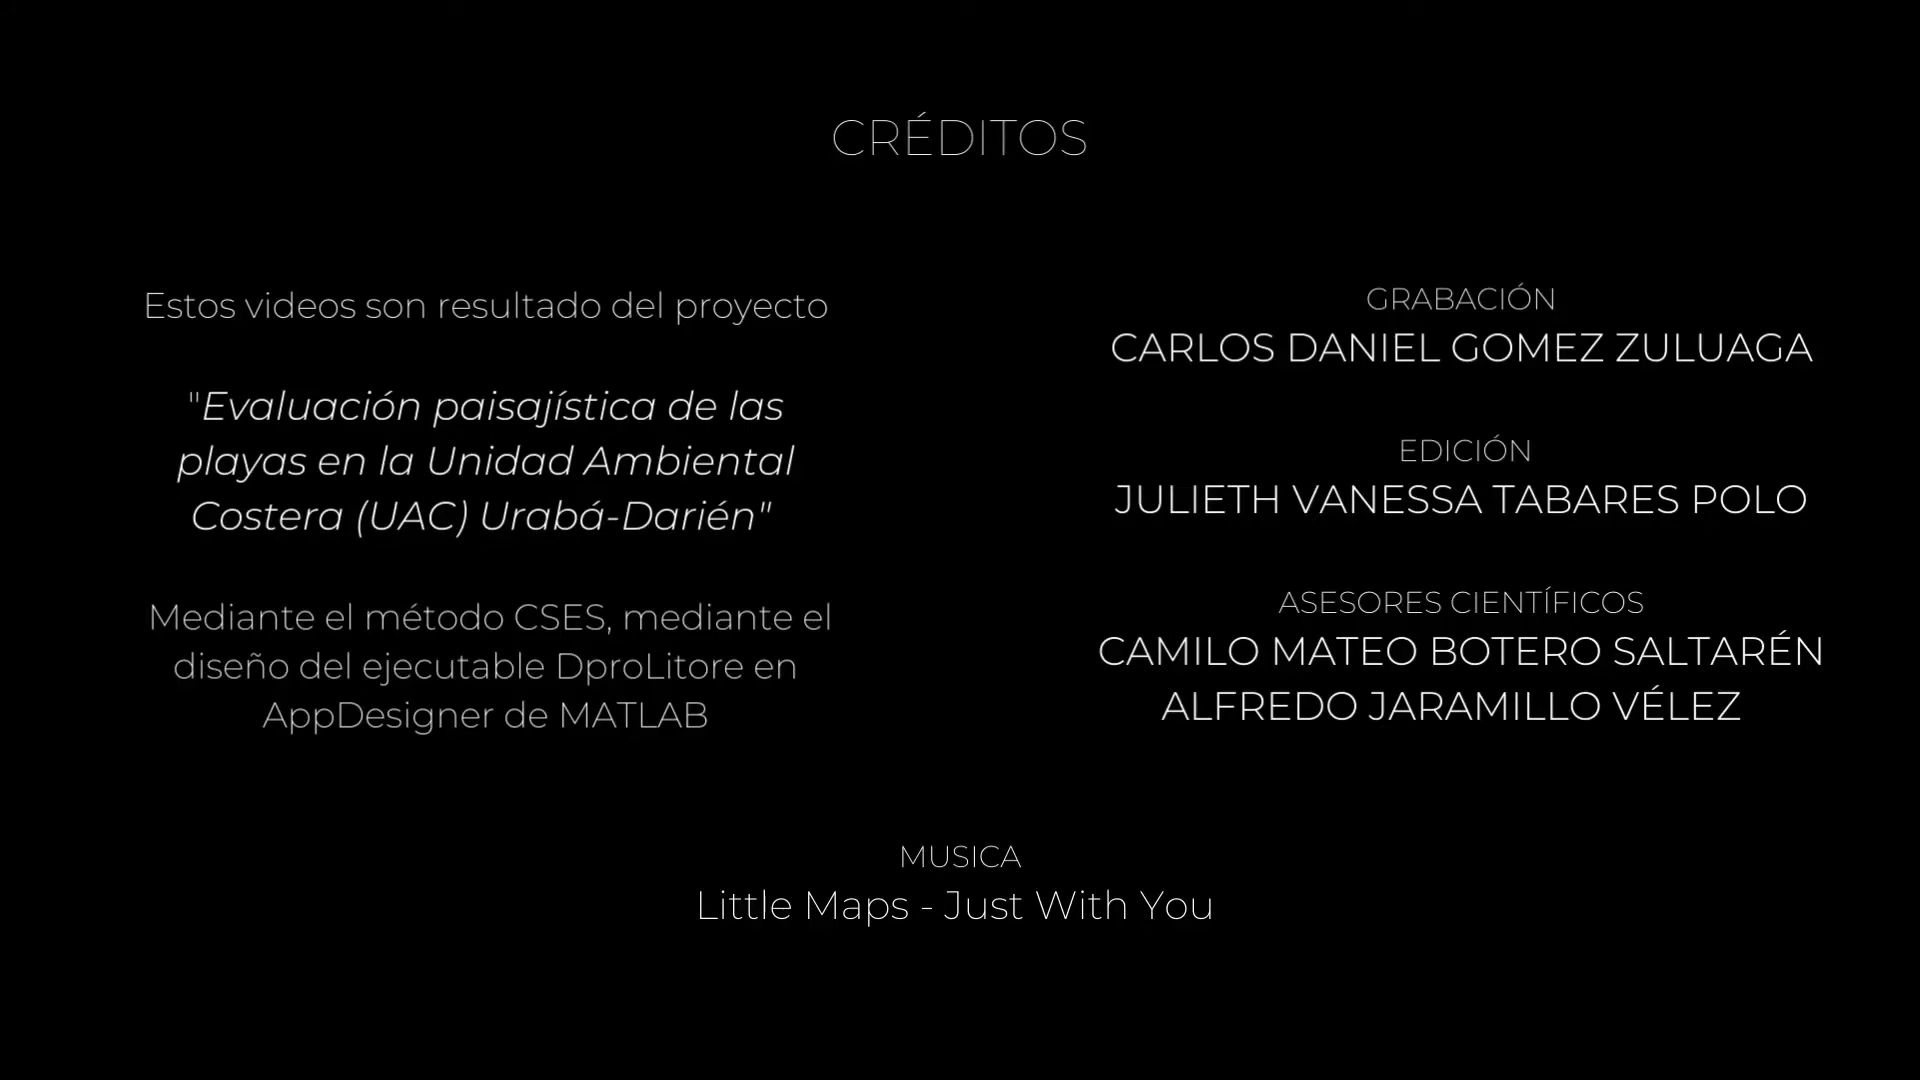 CRÉDITOS
Estos videos son resultado del proyecto
"Evaluación paisajística de las
playas en la Unidad Ambiental
Costera (UAC) Urabá-Darién"
Mediante el método CSES, mediante el
diseño del ejecutable DproLitore en
AppDesigner de MATLAB
GRABACIÓN
CARLOS DANIEL GOMEZ ZULUAGA
EDICIÓN
JULIETH VANESSA TABARES POLO
ASESORES CIENTÍFICOS
CAMILO MATEO BOTERO SALTARÉN
ALFREDO JARAMILLO VÉLEZ
MUSICA
Little Maps - Just With You